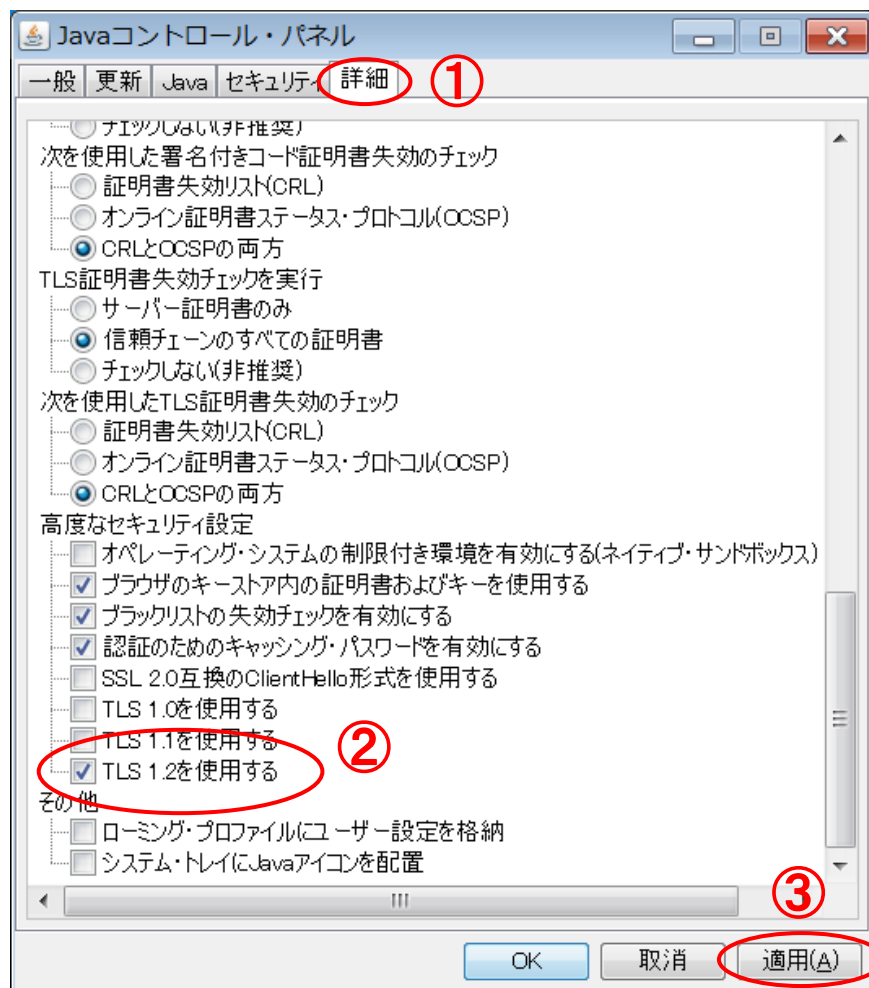 Javaコントロール・パネル
一般 更新 Java セキュリティ 詳細 ①
チェックしない(非推奨)
次を使用した署名付きコード証明書失効のチェック
証明書失効リスト(CRL)
オンライン証明書ステータス・プロトコル(OCSP)
CRLとOCSPの両方
TLS証明書失効チェックを実行
サーバー証明書のみ
信頼チェーンのすべての証明書
チェックしない(非推奨)
次を使用したTLS証明書失効のチェック
証明書失効リスト(CRL)
オンライン証明書ステータス・プロトコル(OCSP)
CRLとOCSPの両方
高度なセキュリティ設定
オペレーティング・システムの制限付き環境を有効にする(ネイティブ・サンドボックス)
ブラウザのキーストア内の証明書およびキーを使用する
ブラックリストの失効チェックを有効にする
認証のためのキャッシング・パスワードを有効にする
SSL 2.0互換のClientHello形式を使用する
TLS 1.0を使用する
TLS 1.1を使用する
②
TLS 1.2を使用する
その他
ローミング・プロファイルにユーザー設定を格納
システム・トレイにJavaアイコンを配置
③
OK 取消 適用(A)